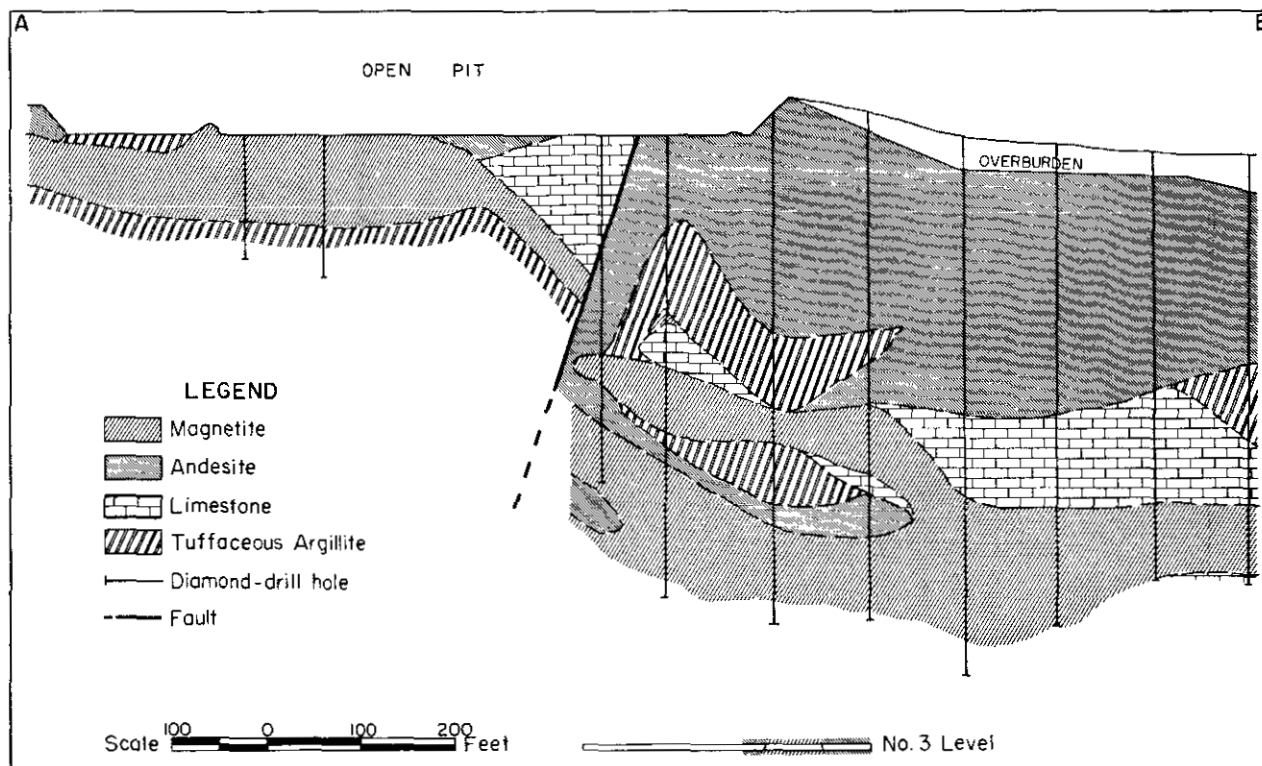 A
B
OPEN PIT
OVERBURDEN
LEGEND
Magnetite
Andesite
Limestone
Tuffaceous Argillite
Diamond-drill hole
Fault
100 0 100 200
Scale Feet
No. 3 Level